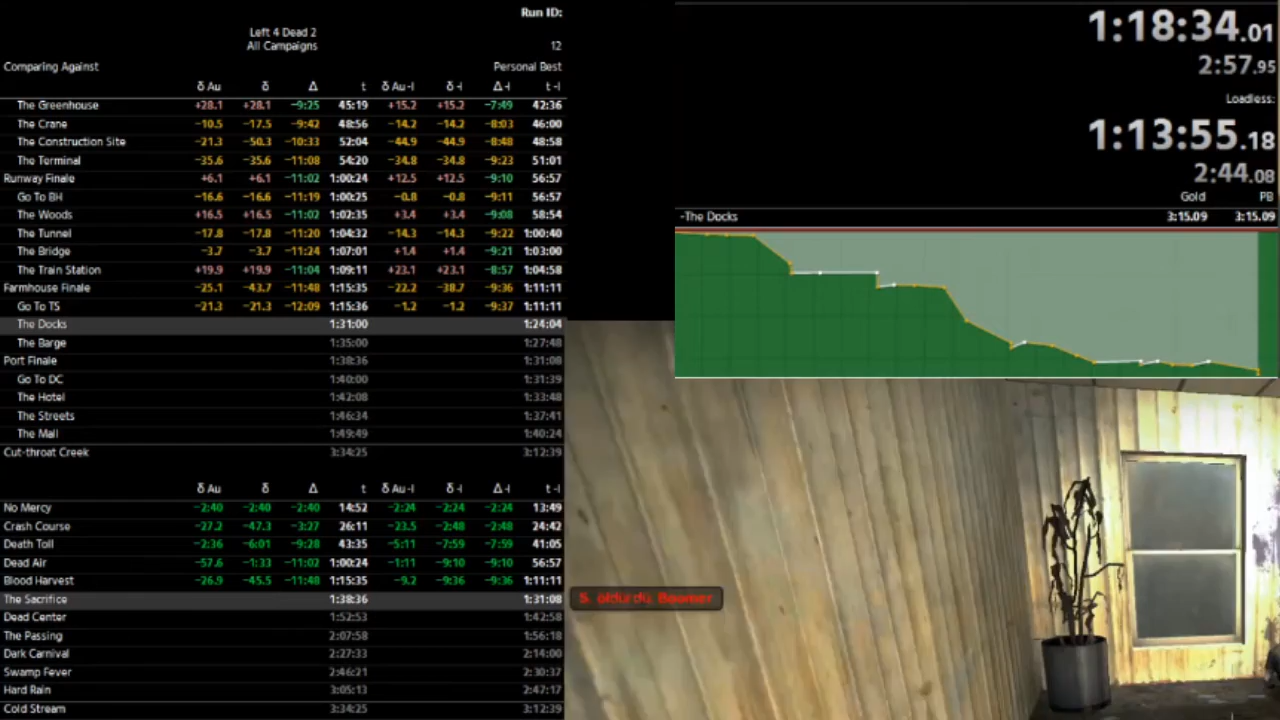 Run ID:
Left 4 Dead 2
All Campaigns
12
Comparing Against
Personal Best
δ Au δ Δ t δ Au-l δ-l Δ-l t-l
The Greenhouse +28.1 +28.1 −9:25 45:19 +15.2 +15.2 −7:49 42:36
The Crane −10.5 −17.5 −9:42 48:56 −14.2 −14.2 −8:03 46:00
The Construction Site −21.3 −50.3 −10:33 52:04 −44.9 −44.9 −8:48 48:58
The Terminal −35.6 −35.6 −11:08 54:20 −34.8 −34.8 −9:23 51:01
Runway Finale +6.1 +6.1 −11:02 1:00:24 +12.5 +12.5 −9:10 56:57
Go To BH −16.6 −16.6 −11:19 1:00:25 −0.8 −0.8 −9:11 56:57
The Woods +16.5 +16.5 −11:02 1:02:35 +3.4 +3.4 −9:08 58:54
The Tunnel −17.8 −17.8 −11:20 1:04:32 −14.3 −14.3 −9:22 1:00:40
The Bridge −3.7 −3.7 −11:24 1:07:01 +1.4 +1.4 −9:21 1:03:00
The Train Station +19.9 +19.9 −11:04 1:09:11 +23.1 +23.1 −8:57 1:04:58
Farmhouse Finale −25.1 −43.7 −11:48 1:15:35 −22.2 −38.7 −9:36 1:11:11
Go To TS −21.3 −21.3 −12:09 1:15:36 −1.2 −1.2 −9:37 1:11:11
The Docks 1:31:00 1:24:04
The Barge 1:35:00 1:27:48
Port Finale 1:38:36 1:31:08
Go To DC 1:40:00 1:31:39
The Hotel 1:42:08 1:33:48
The Streets 1:46:34 1:37:41
The Mall 1:49:49 1:40:24
Cut-throat Creek 3:34:25 3:12:39
δ Au δ Δ t δ Au-l δ-l Δ-l t-l
No Mercy −2:40 −2:40 −2:40 14:52 −2:24 −2:24 −2:24 13:49
Crash Course −27.2 −47.3 −3:27 26:11 −23.5 −2:48 −2:48 24:42
Death Toll −2:36 −6:01 −9:28 43:35 −5:11 −7:59 −7:59 41:05
Dead Air −57.6 −1:33 −11:02 1:00:24 −1:11 −9:10 −9:10 56:57
Blood Harvest −26.9 −45.5 −11:48 1:15:35 −9.2 −9:36 −9:36 1:11:11
The Sacrifice 1:38:36 1:31:08
Dead Center 1:52:53 1:42:58
The Passing 2:07:58 1:56:18
Dark Carnival 2:27:33 2:14:00
Swamp Fever 2:46:21 2:30:37
Hard Rain 3:05:13 2:47:17
Cold Stream 3:34:25 3:12:39
1:18:34.01
2:57.95
Loadless:
1:13:55.18
2:44.08
Gold PB
-The Docks 3:15.09 3:15.09
S. öldürdü. Boomer